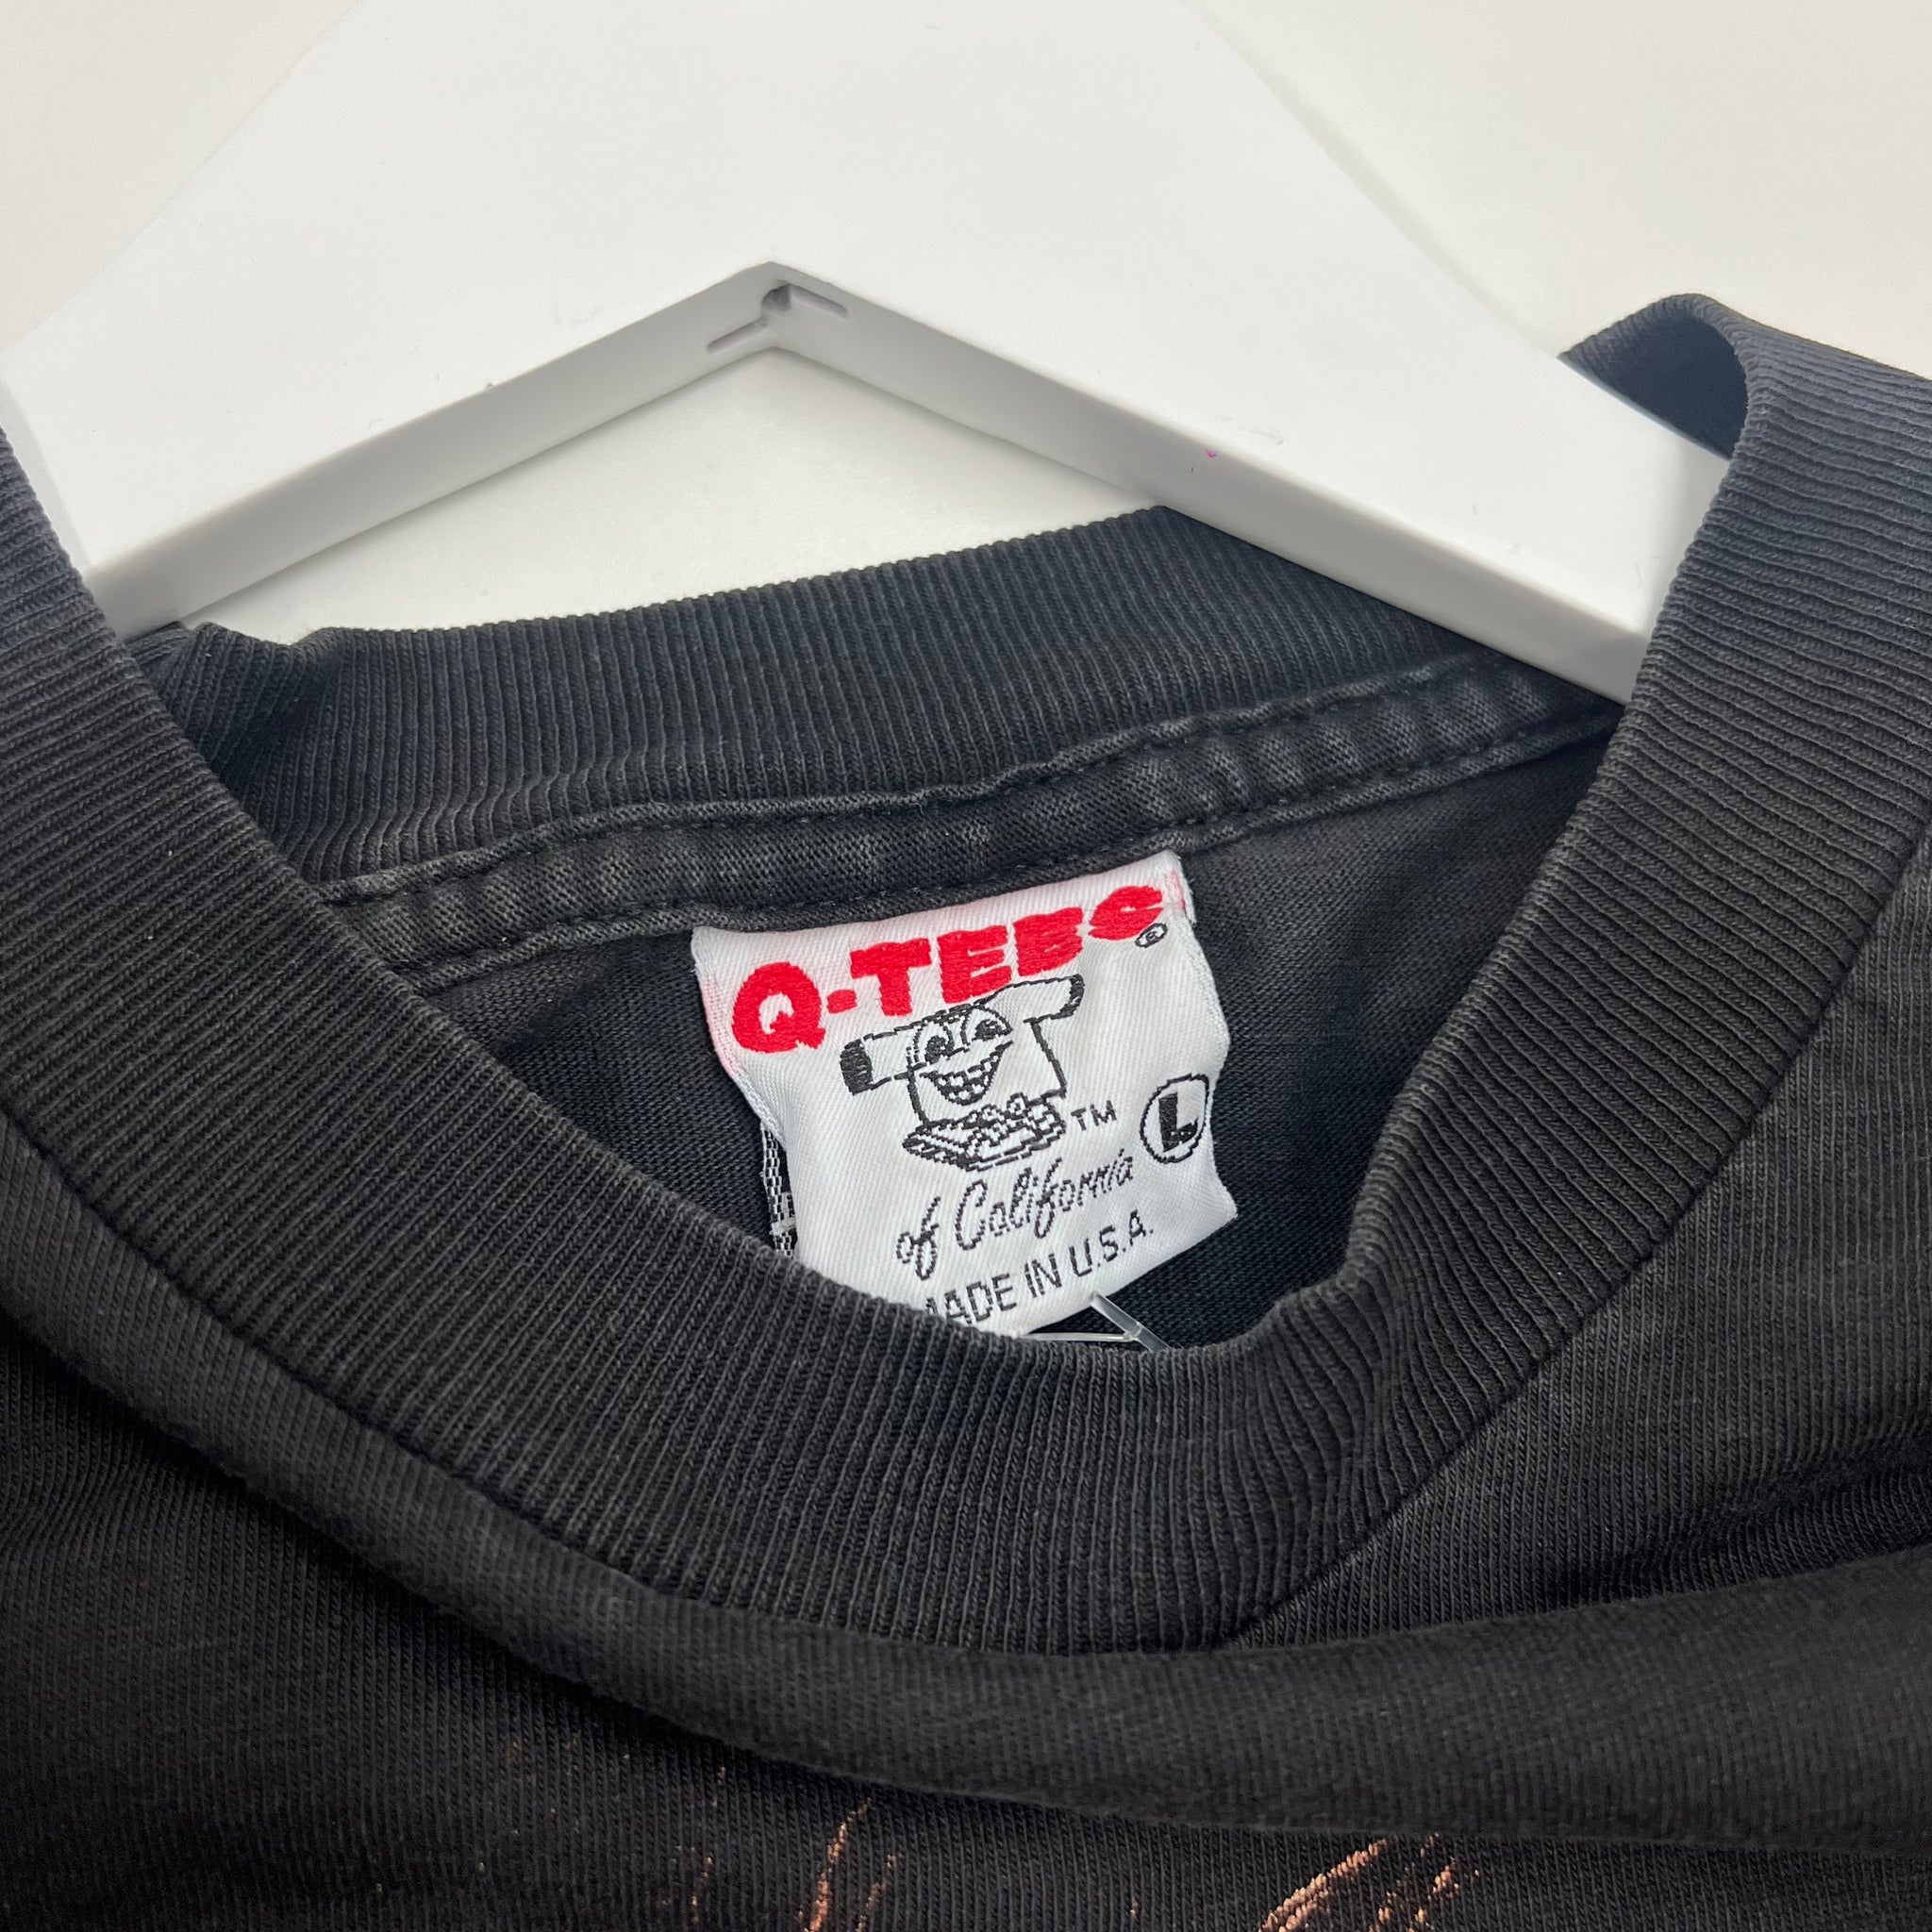 Q-TEES®
TM
L
of California
MADE IN U.S.A.